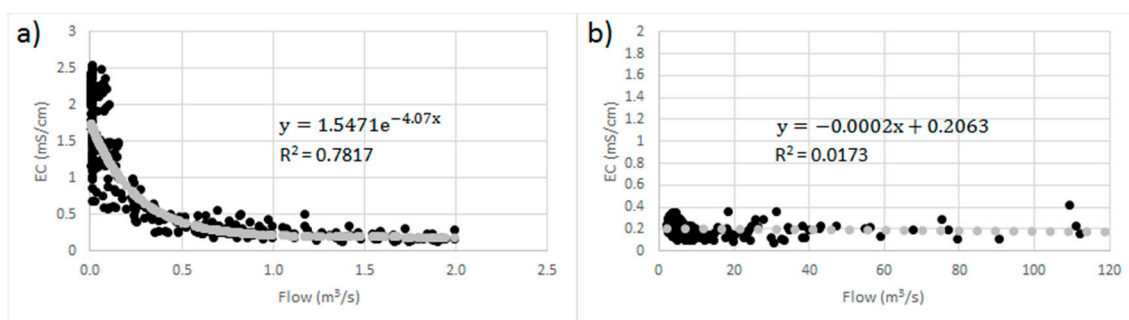 a)
3
2.5
2
1.5
1
0.5
0
EC (mS/cm)
y = 1.5471e^{−4.07x}
R² = 0.7817
0.0 0.5 1.0 1.5 2.0 2.5
Flow (m³/s)
b)
2
1.8
1.6
1.4
1.2
1
0.8
0.6
0.4
0.2
0
EC (mS/cm)
y = −0.0002x + 0.2063
R² = 0.0173
0 20 40 60 80 100 120
Flow (m³/s)